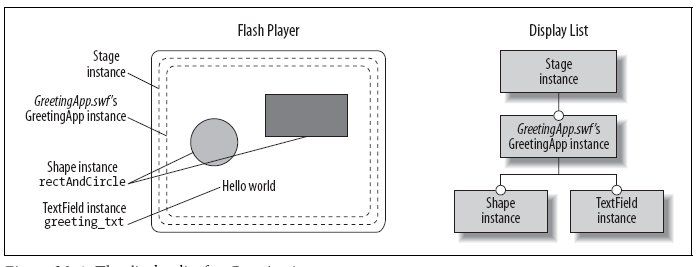 Flash Player
Display List
Stage
instance
GreetingApp.swf's
GreetingApp instance
Shape instance
rectAndCircle
TextField instance
greeting_txt
Hello world
Stage
instance
GreetingApp.swf's
GreetingApp instance
Shape
instance
TextField
instance